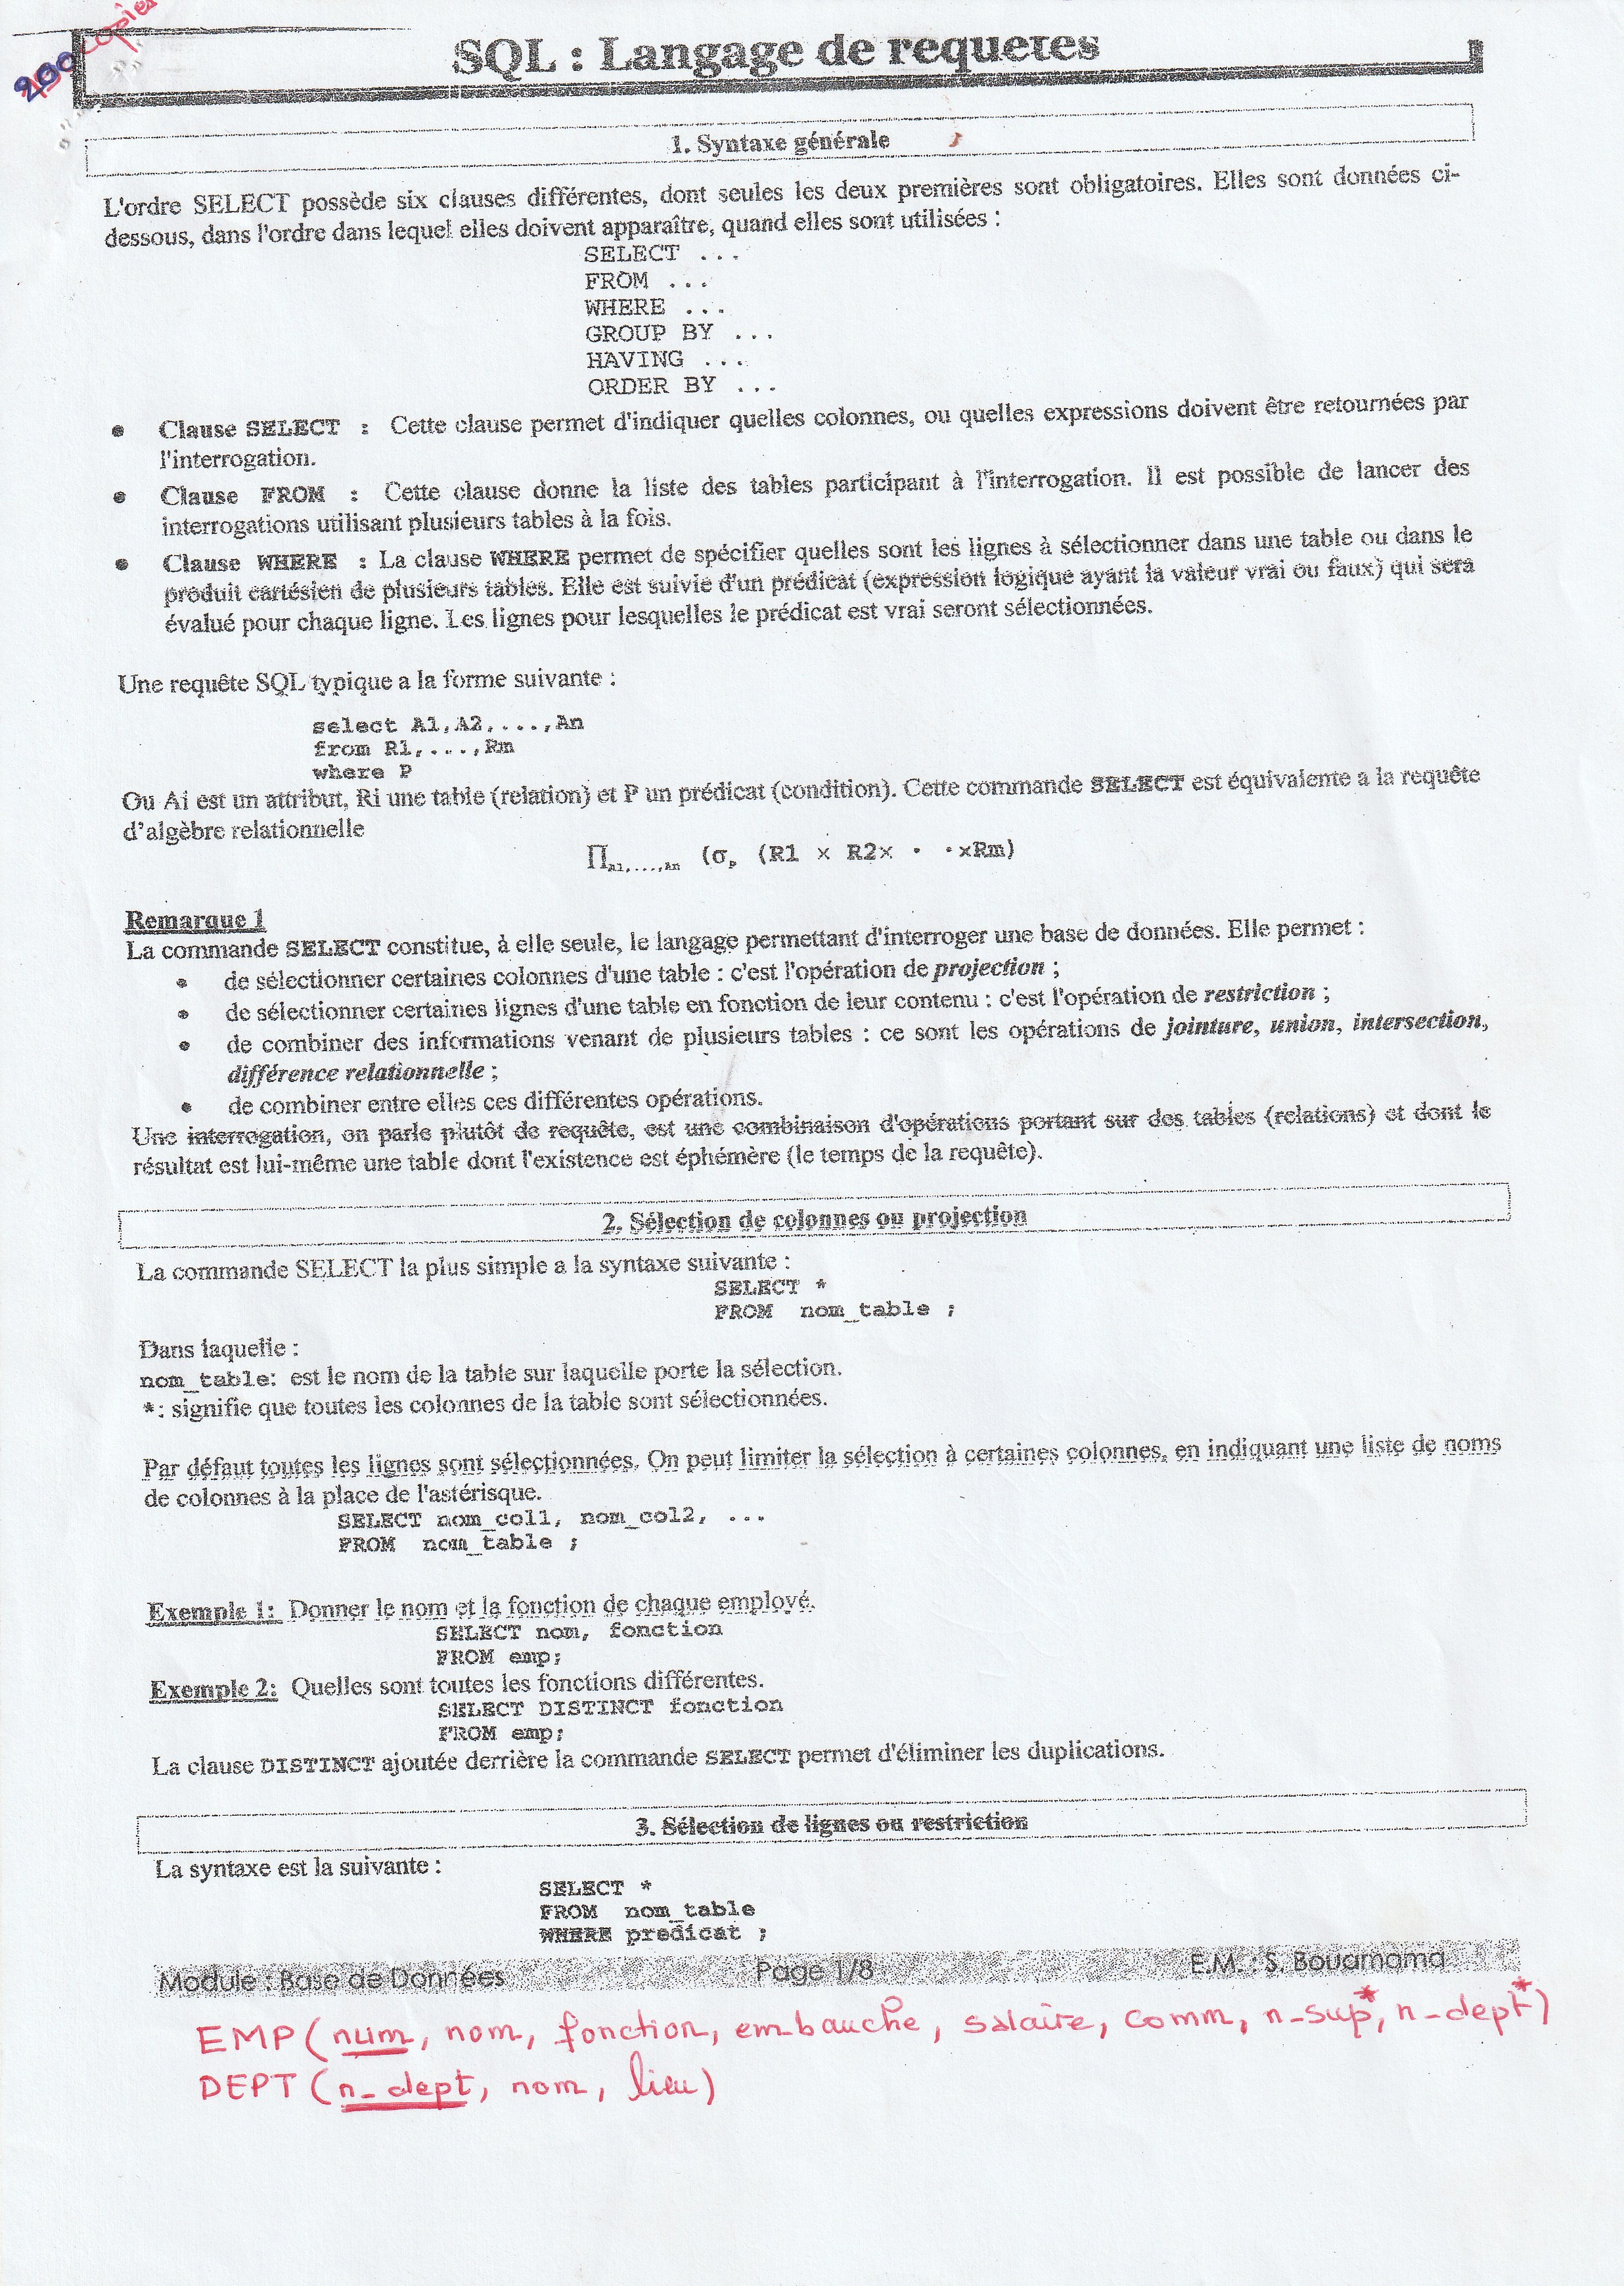 200 copies
SQL : Langage de requetes
1. Syntaxe générale
L'ordre SELECT possède six clauses différentes, dont seules les deux premières sont obligatoires. Elles sont données ci-
dessous, dans l'ordre dans lequel elles doivent apparaître, quand elles sont utilisées :
SELECT ...
FROM ...
WHERE ...
GROUP BY ...
HAVING ...
ORDER BY ...
• Clause SELECT : Cette clause permet d'indiquer quelles colonnes, ou quelles expressions doivent être retournées par
l'interrogation.
• Clause FROM : Cette clause donne la liste des tables participant à l'interrogation. Il est possible de lancer des
interrogations utilisant plusieurs tables à la fois.
• Clause WHERE : La clause WHERE permet de spécifier quelles sont les lignes à sélectionner dans une table ou dans le
produit cartésien de plusieurs tables. Elle est suivie d'un prédicat (expression logique ayant la valeur vrai ou faux) qui sera
évalué pour chaque ligne. Les lignes pour lesquelles le prédicat est vrai seront sélectionnées.
Une requête SQL typique a la forme suivante :
select A1,A2,...,An
from R1,...,Rm
where P
Ou Ai est un attribut, Ri une table (relation) et P un prédicat (condition). Cette commande SELECT est équivalente a la requête
d'algèbre relationnelle
∏A1,...,An (σP (R1 × R2× · ·×Rm)
Remarque 1
La commande SELECT constitue, à elle seule, le langage permettant d'interroger une base de données. Elle permet :
• de sélectionner certaines colonnes d'une table : c'est l'opération de projection ;
• de sélectionner certaines lignes d'une table en fonction de leur contenu : c'est l'opération de restriction ;
• de combiner des informations venant de plusieurs tables : ce sont les opérations de jointure, union, intersection,
différence relationnelle ;
• de combiner entre elles ces différentes opérations.
Une interrogation, on parle plutôt de requête, est une combinaison d'opérations portant sur des tables (relations) et dont le
résultat est lui-même une table dont l'existence est éphémère (le temps de la requête).
2. Sélection de colonnes ou projection
La commande SELECT la plus simple a la syntaxe suivante :
SELECT *
FROM nom_table ;
Dans laquelle :
nom_table: est le nom de la table sur laquelle porte la sélection.
*: signifie que toutes les colonnes de la table sont sélectionnées.
Par défaut toutes les lignes sont sélectionnées. On peut limiter la sélection à certaines colonnes, en indiquant une liste de noms
de colonnes à la place de l'astérisque.
SELECT nom_col1, nom_col2, ...
FROM nom_table ;
Exemple 1: Donner le nom et la fonction de chaque employé.
SELECT nom, fonction
FROM emp;
Exemple 2: Quelles sont toutes les fonctions différentes.
SELECT DISTINCT fonction
FROM emp;
La clause DISTINCT ajoutée derrière la commande SELECT permet d'éliminer les duplications.
3. Sélection de lignes ou restriction
La syntaxe est la suivante :
SELECT *
FROM nom_table
WHERE predicat ;
Module : Base de Données Page 1/8 E.M. : S. Bouamama
EMP (num, nom, fonction, embauche, salaire, comm, n_sup*, n_dept*)
DEPT (n_dept, nom, lieu)